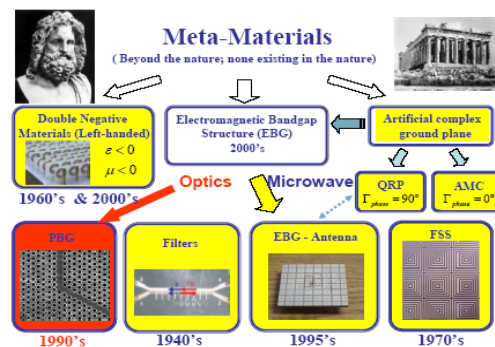 Meta-Materials
( Beyond the nature; none existing in the nature)
Double Negative
Materials (Left-handed)
ε < 0
μ < 0
1960's & 2000's
Electromagnetic Bandgap
Structure (EBG)
2000's
Artificial complex
ground plane
Optics
Microwave
QRP
Γphase = 90°
AMC
Γphase = 0°
PBG
1990's
Filters
1940's
EBG - Antenna
1995's
FSS
1970's